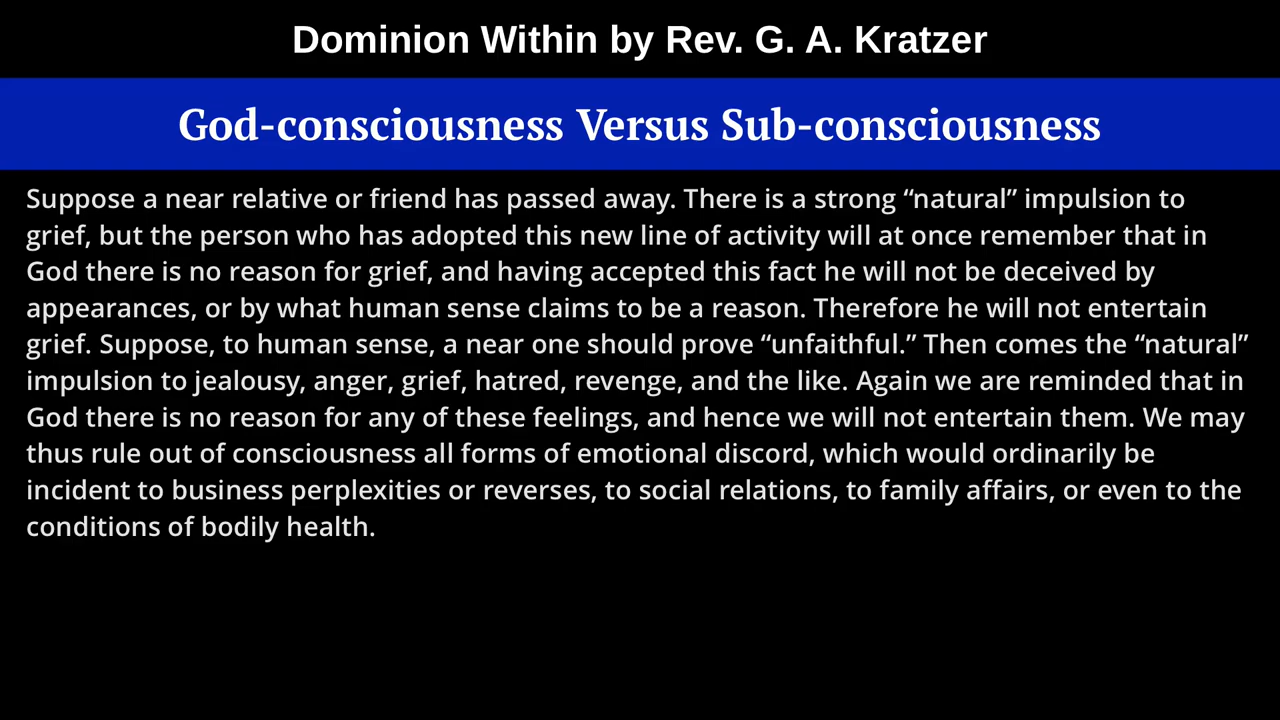 Dominion Within by Rev. G. A. Kratzer
God-consciousness Versus Sub-consciousness
Suppose a near relative or friend has passed away. There is a strong “natural” impulsion to
grief, but the person who has adopted this new line of activity will at once remember that in
God there is no reason for grief, and having accepted this fact he will not be deceived by
appearances, or by what human sense claims to be a reason. Therefore he will not entertain
grief. Suppose, to human sense, a near one should prove “unfaithful.” Then comes the “natural”
impulsion to jealousy, anger, grief, hatred, revenge, and the like. Again we are reminded that in
God there is no reason for any of these feelings, and hence we will not entertain them. We may
thus rule out of consciousness all forms of emotional discord, which would ordinarily be
incident to business perplexities or reverses, to social relations, to family affairs, or even to the
conditions of bodily health.